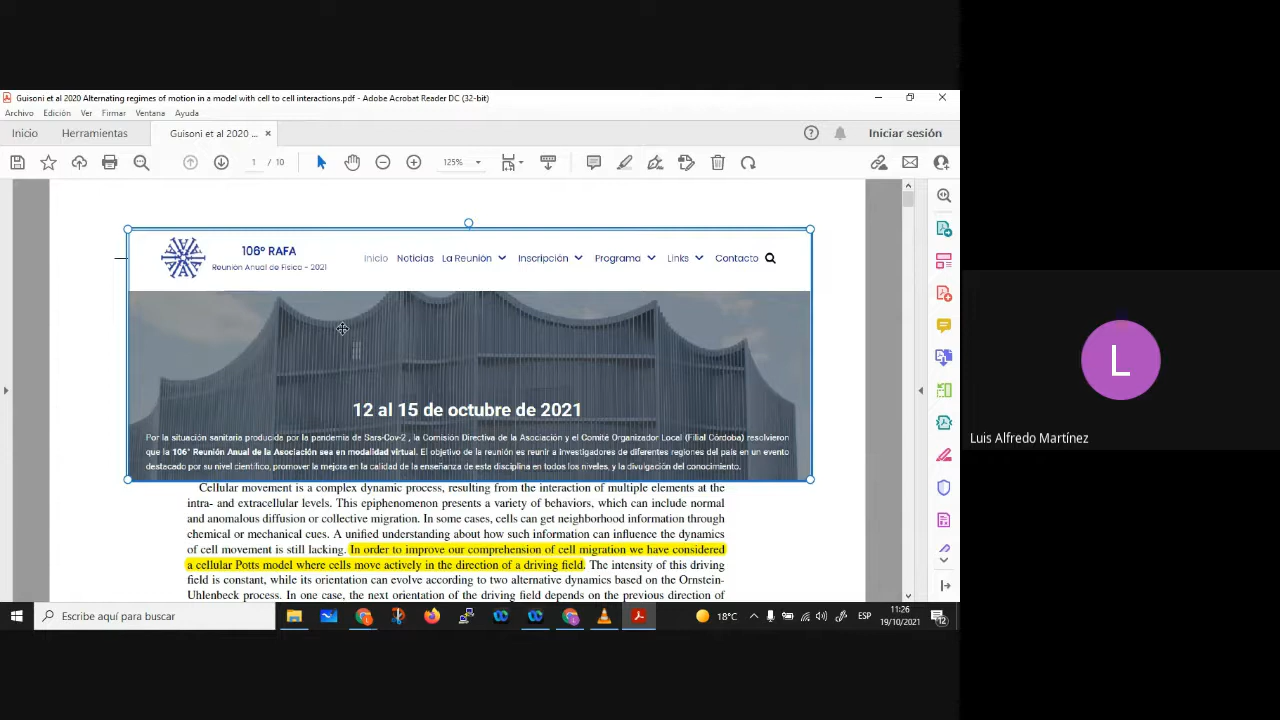 Guisoni et al 2020 Alternating regimes of motion in a model with cell to cell interactions.pdf - Adobe Acrobat Reader DC (32-bit)
Archivo Edición Ver Firmar Ventana Ayuda
Inicio Herramientas Guisoni et al 2020 ... × Iniciar sesión
1 / 10 125%
106º RAFA
Reunión Anual de Física - 2021
Inicio Noticias La Reunión Inscripción Programa Links Contacto
12 al 15 de octubre de 2021
Por la situación sanitaria producida por la pandemia de Sars-Cov-2 , la Comisión Directiva de la Asociación y el Comité Organizador Local (Filial Córdoba) resolvieron
que la 106° Reunión Anual de la Asociación sea en modalidad virtual. El objetivo de la reunión es reunir a investigadores de diferentes regiones del país en un evento
destacado por su nivel científico, promover la mejora en la calidad de la enseñanza de esta disciplina en todos los niveles, y la divulgación del conocimiento.
Cellular movement is a complex dynamic process, resulting from the interaction of multiple elements at the
intra- and extracellular levels. This epiphenomenon presents a variety of behaviors, which can include normal
and anomalous diffusion or collective migration. In some cases, cells can get neighborhood information through
chemical or mechanical cues. A unified understanding about how such information can influence the dynamics
of cell movement is still lacking. In order to improve our comprehension of cell migration we have considered
a cellular Potts model where cells move actively in the direction of a driving field. The intensity of this driving
field is constant, while its orientation can evolve according to two alternative dynamics based on the Ornstein-
Uhlenbeck process. In one case, the next orientation of the driving field depends on the previous direction of
Escribe aquí para buscar
18°C ESP
11:26
19/10/2021
12
L
Luis Alfredo Martínez